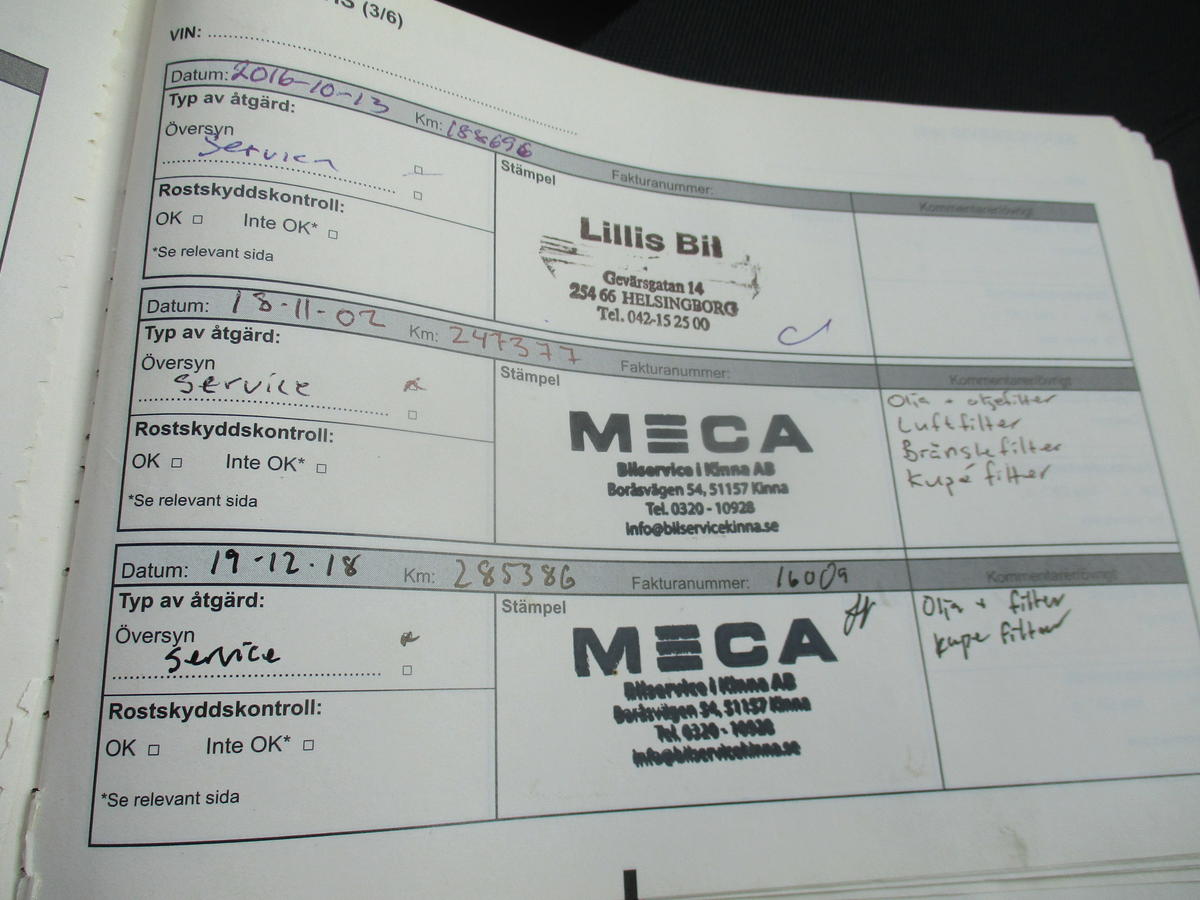 (3/6)
VIN:
Datum: 2016-10-13 Km: 188696 Fakturanummer: Kommentarer/övrigt
Typ av åtgärd:
Översyn
Service
Rostskyddskontroll:
OK Inte OK*
*Se relevant sida
Stämpel
Lillis Bil
Gevärsgatan 14
254 66 HELSINGBORG
Tel. 042-15 25 00
Datum: 18-11-02 Km: 247377 Fakturanummer: Kommentarer/övrigt
Typ av åtgärd:
Översyn
Service
Rostskyddskontroll:
OK Inte OK*
*Se relevant sida
Stämpel
MECA
Bilservice i Kinna AB
Boråsvägen 54, 51157 Kinna
Tel. 0320 - 10928
info@bilservicekinna.se
Olja + oljefilter
Luftfilter
Bränslefilter
Kupé filter
Datum: 19-12.18 Km: 285386 Fakturanummer: 16009 Kommentarer/övrigt
Typ av åtgärd:
Översyn
Service
Rostskyddskontroll:
OK Inte OK*
*Se relevant sida
Stämpel
MECA
Bilservice i Kinna AB
Boråsvägen 54, 51157 Kinna
Tel. 0320 - 10928
info@bilservicekinna.se
Olja + filter
kupe filter